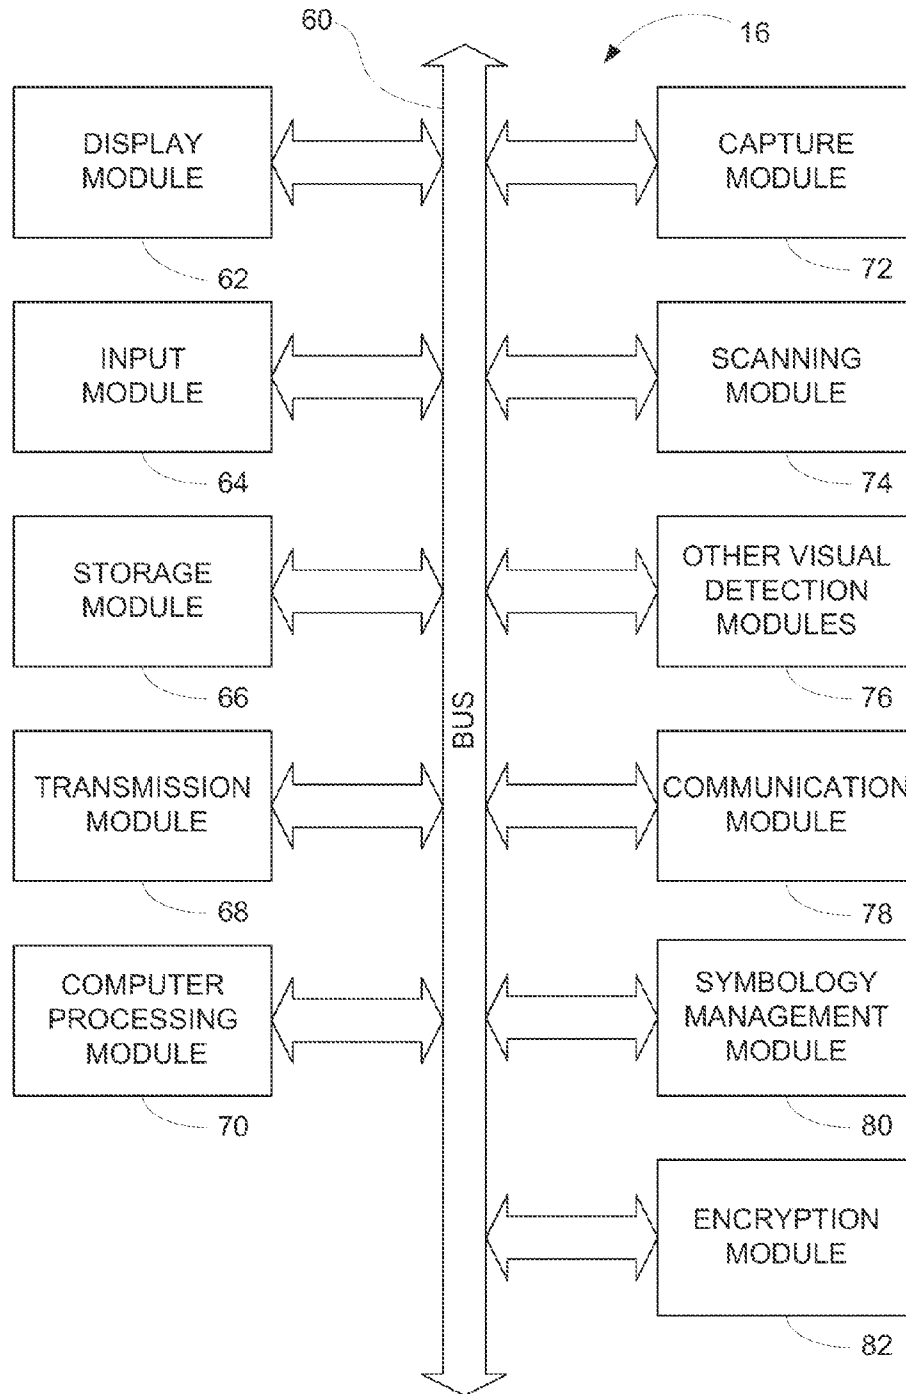 60
16
DISPLAY
MODULE
62
CAPTURE
MODULE
72
INPUT
MODULE
64
SCANNING
MODULE
74
STORAGE
MODULE
66
OTHER VISUAL
DETECTION
MODULES
76
BUS
TRANSMISSION
MODULE
68
COMMUNICATION
MODULE
78
COMPUTER
PROCESSING
MODULE
70
SYMBOLOGY
MANAGEMENT
MODULE
80
ENCRYPTION
MODULE
82